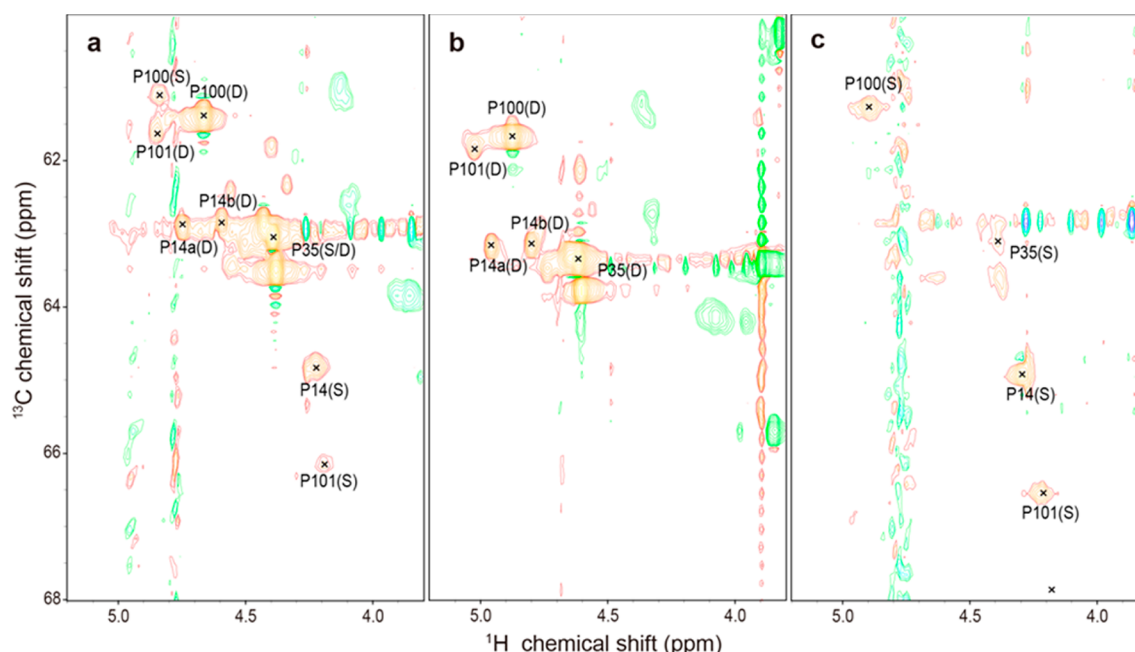 a
P100(S)
P100(D)
P101(D)
P14b(D)
P14a(D)
P35(S/D)
P14(S)
P101(S)
b
P100(D)
P101(D)
P14b(D)
P14a(D)
P35(D)
c
P100(S)
P35(S)
P14(S)
P101(S)
13C chemical shift (ppm)
62
64
66
68
5.0 4.5 4.0 5.0 4.5 4.0 5.0 4.5 4.0
1H chemical shift (ppm)